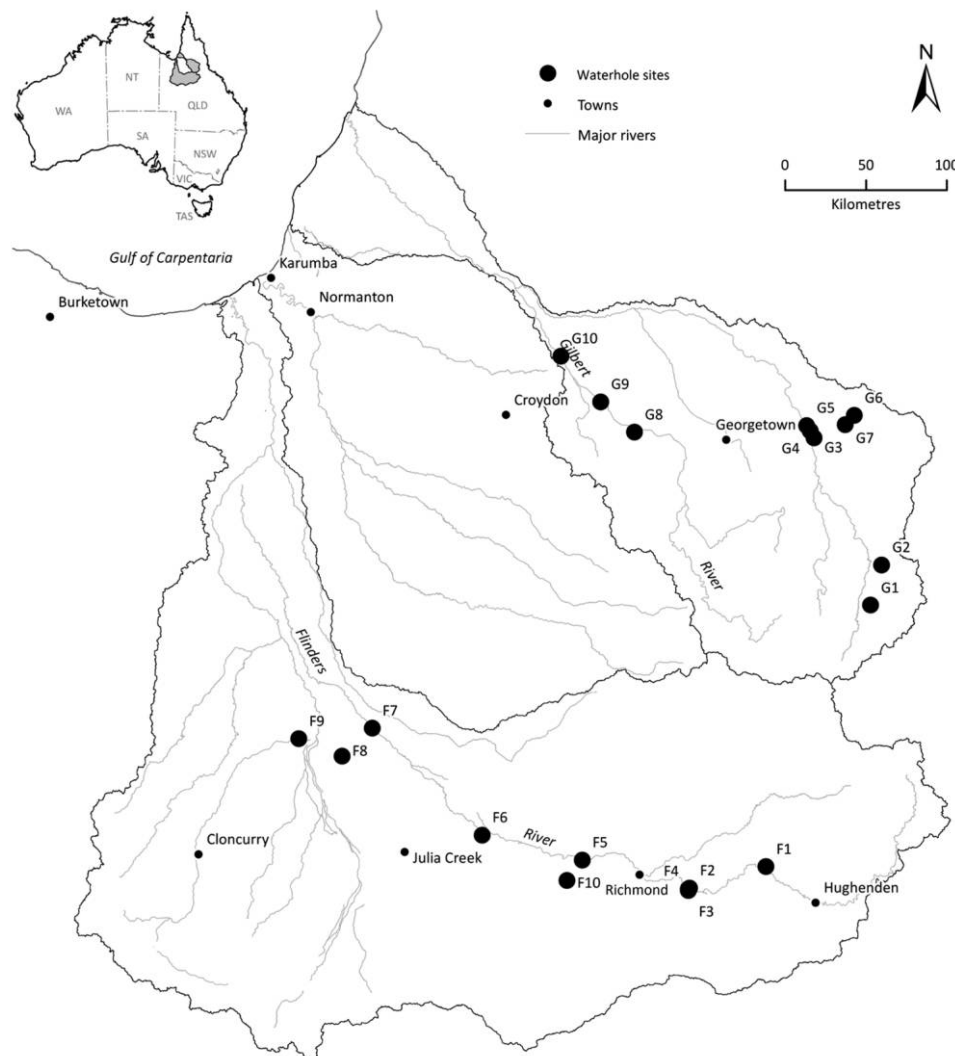 NT
WA
QLD
SA
NSW
VIC
TAS
Waterhole sites
Towns
Major rivers
N
0 50 100
Kilometres
Gulf of Carpentaria
Karumba
Burketown
Normanton
G10
Gilbert
G9
Croydon
G8
Georgetown
G5
G6
G4
G3
G7
G2
G1
River
Flinders
F7
F9
F8
Cloncurry
F6
Julia Creek
River
F5
F10
Richmond
F4
F2
F3
F1
Hughenden